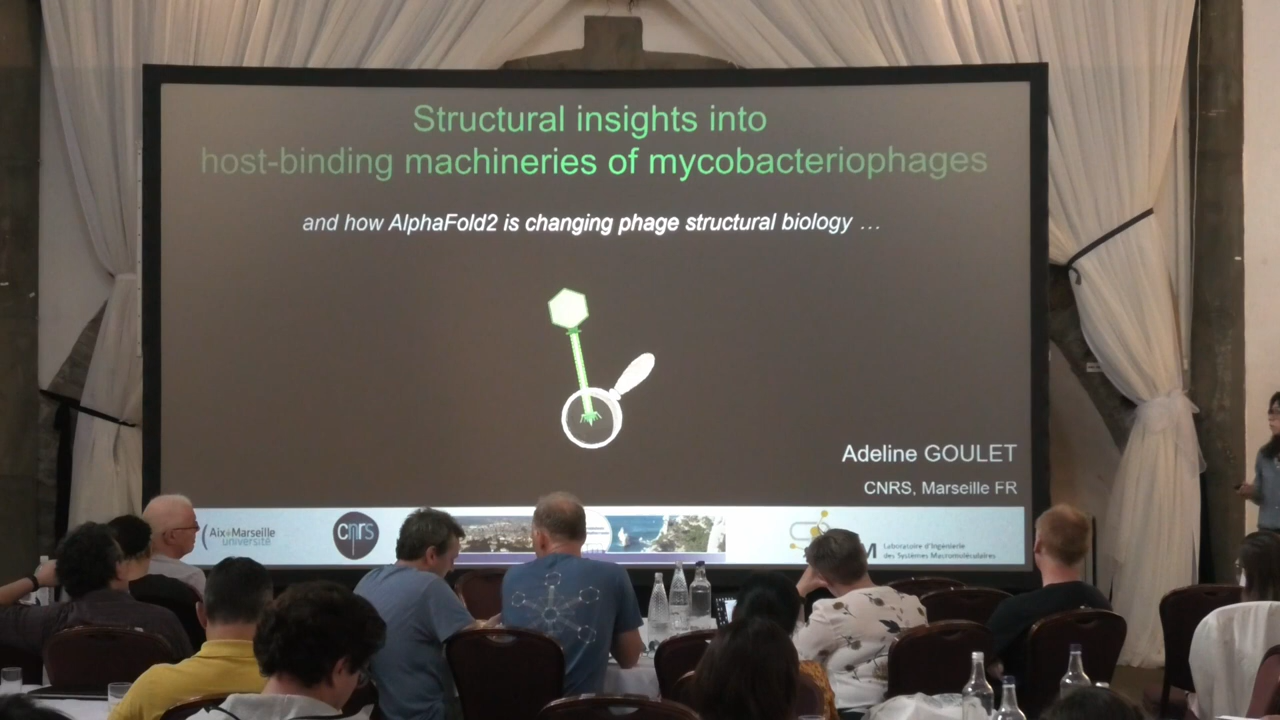 Structural insights into
host-binding machineries of mycobacteriophages
and how AlphaFold2 is changing phage structural biology …
Adeline GOULET
CNRS, Marseille FR
Aix+Marseille
université
cnrs
M
Laboratoire d'Ingénierie
des Systèmes Macromoléculaires